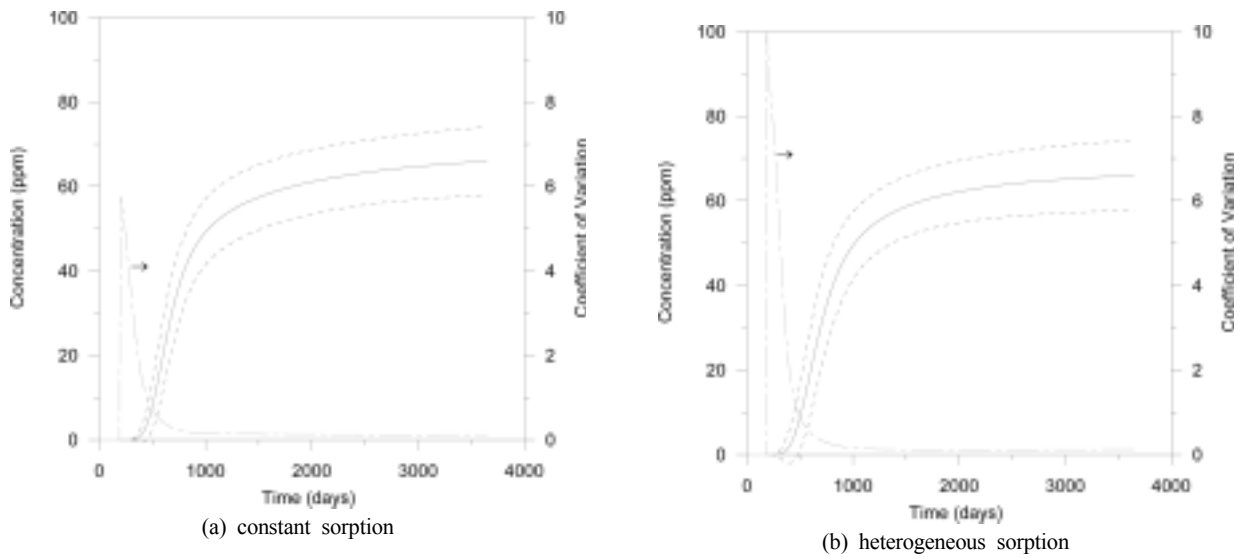 100
80
60
40
20
0
Concentration (ppm)
10
8
6
4
2
0
Coefficient of Variation
0 1000 2000 3000 4000
Time (days)
(a) constant sorption
100
80
60
40
20
0
Concentration (ppm)
10
8
6
4
2
0
Coefficient of Variation
0 1000 2000 3000 4000
Time (days)
(b) heterogeneous sorption